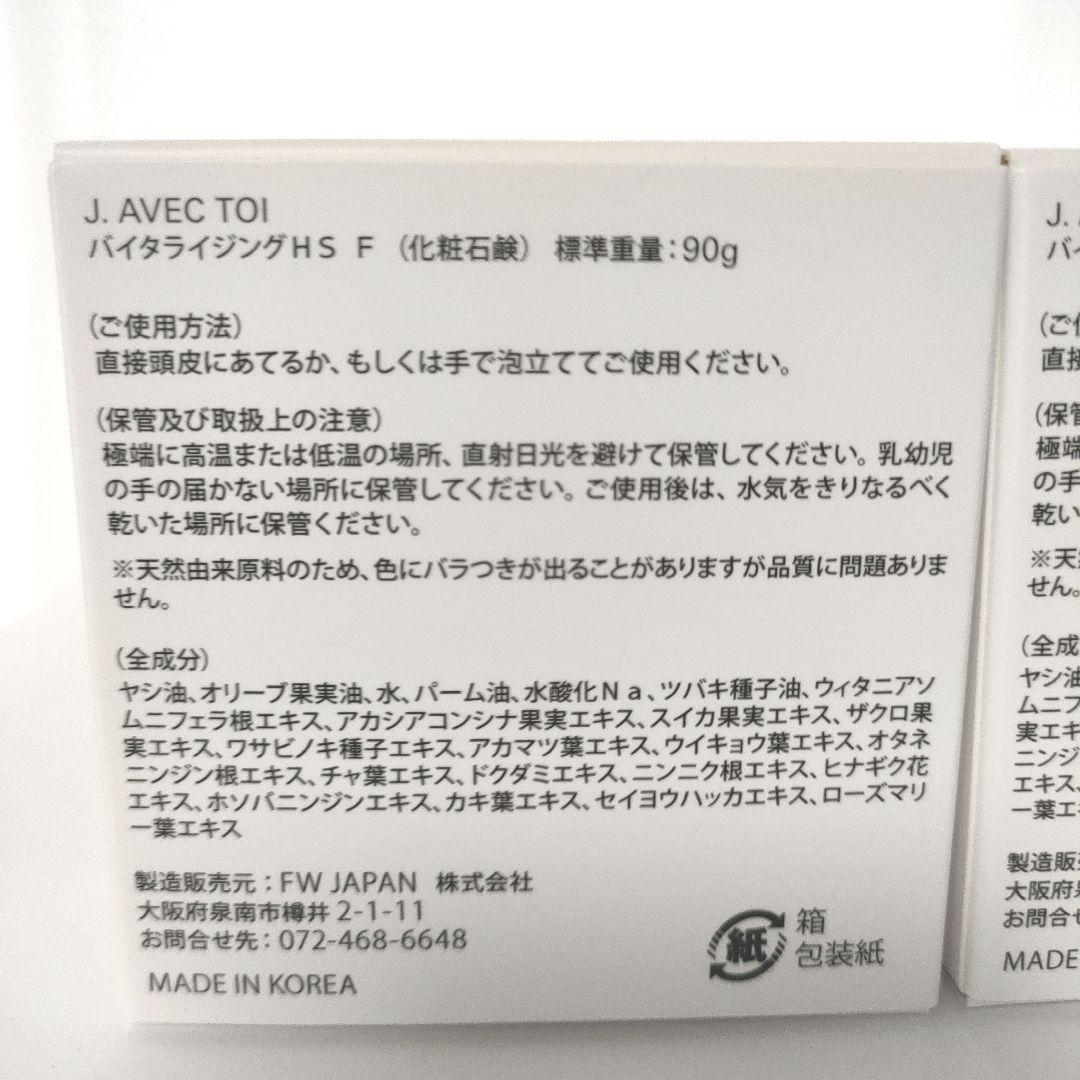 J. AVEC TOI
バイタライジングＨＳ Ｆ （化粧石鹸） 標準重量：90g
（ご使用方法）
直接頭皮にあてるか、もしくは手で泡立ててご使用ください。
（保管及び取扱上の注意）
極端に高温または低温の場所、直射日光を避けて保管してください。乳幼児
の手の届かない場所に保管してください。ご使用後は、水気をきりなるべく
乾いた場所に保管ください。
※天然由来原料のため、色にバラつきが出ることがありますが品質に問題ありま
せん。
（全成分）
ヤシ油、オリーブ果実油、水、パーム油、水酸化Ｎａ、ツバキ種子油、ウィタニアソ
ムニフェラ根エキス、アカシアコンシナ果実エキス、スイカ果実エキス、ザクロ果
実エキス、ワサビノキ種子エキス、アカマツ葉エキス、ウイキョウ葉エキス、オタネ
ニンジン根エキス、チャ葉エキス、ドクダミエキス、ニンニク根エキス、ヒナギク花
エキス、ホソバニンジンエキス、カキ葉エキス、セイヨウハッカエキス、ローズマリ
ー葉エキス
製造販売元：FW JAPAN 株式会社
大阪府泉南市樽井 2-1-11
お問合せ先：072-468-6648
MADE IN KOREA
紙
箱
包装紙
J.
バイ
（ご使
直接
（保管
極端
の手
乾い
※天然
せん。
（全成
ヤシ油
ムニフ
実エキ
ニンジ
エキス、
ー葉エキ
製造販売
大阪府泉
お問合せ
MADE